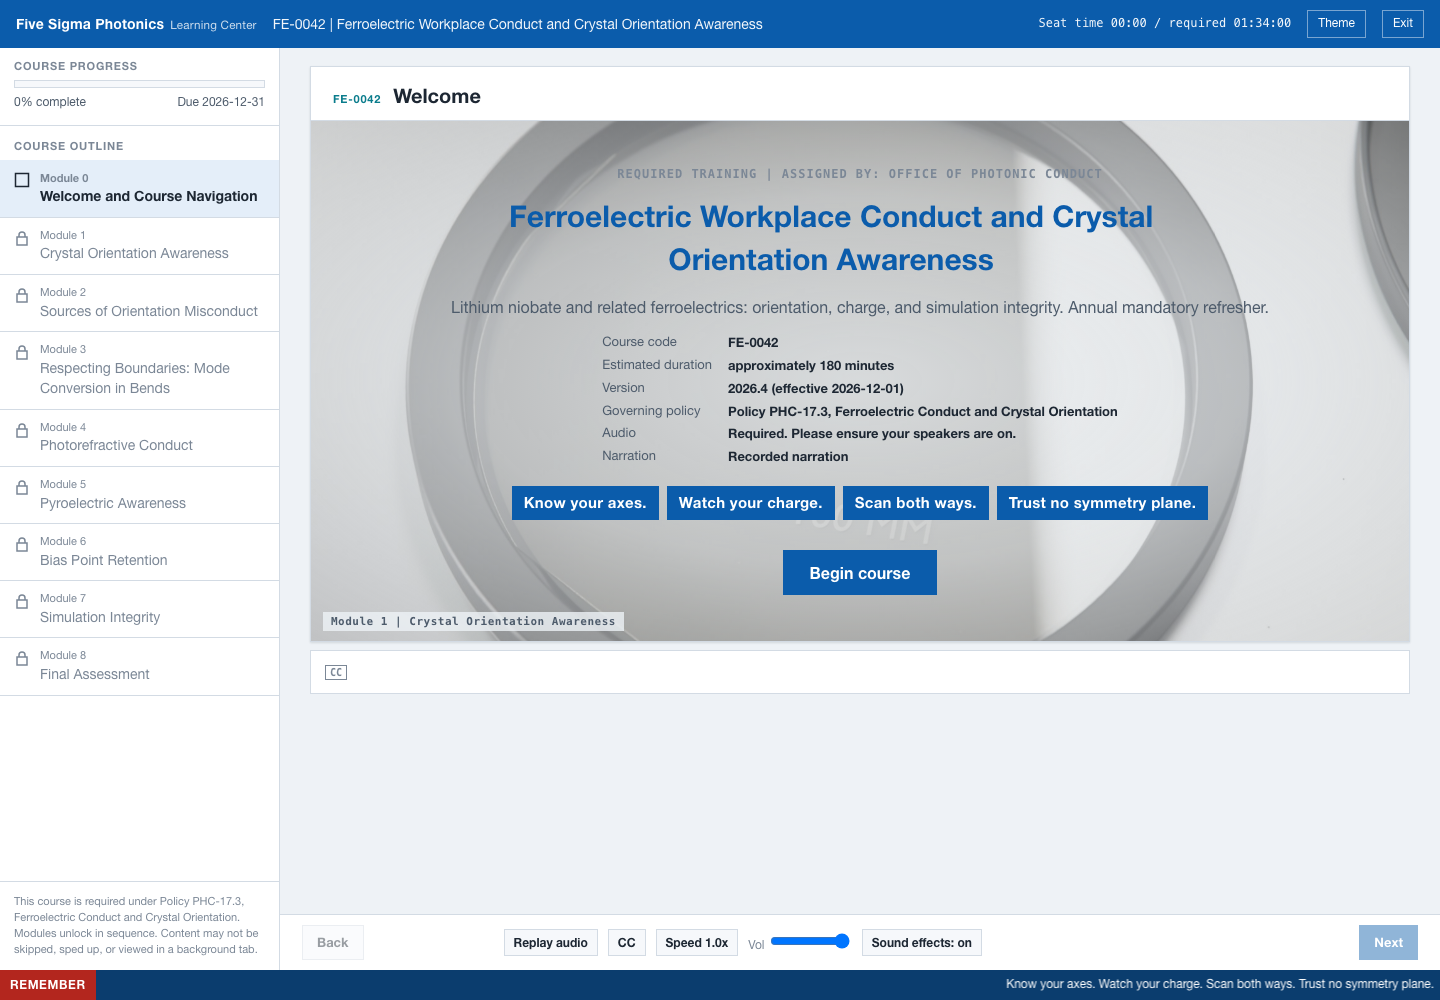 Five Sigma Photonics Learning Center FE-0042 | Ferroelectric Workplace Conduct and Crystal Orientation Awareness Seat time 00:00 / required 01:34:00 Theme Exit
COURSE PROGRESS
0% complete Due 2026-12-31
COURSE OUTLINE
Module 0
Welcome and Course Navigation
Module 1
Crystal Orientation Awareness
Module 2
Sources of Orientation Misconduct
Module 3
Respecting Boundaries: Mode
Conversion in Bends
Module 4
Photorefractive Conduct
Module 5
Pyroelectric Awareness
Module 6
Bias Point Retention
Module 7
Simulation Integrity
Module 8
Final Assessment
This course is required under Policy PHC-17.3,
Ferroelectric Conduct and Crystal Orientation.
Modules unlock in sequence. Content may not be
skipped, sped up, or viewed in a background tab.
FE-0042 Welcome
REQUIRED TRAINING | ASSIGNED BY: OFFICE OF PHOTONIC CONDUCT
Ferroelectric Workplace Conduct and Crystal
Orientation Awareness
Lithium niobate and related ferroelectrics: orientation, charge, and simulation integrity. Annual mandatory refresher.
Course code FE-0042
Estimated duration approximately 180 minutes
Version 2026.4 (effective 2026-12-01)
Governing policy Policy PHC-17.3, Ferroelectric Conduct and Crystal Orientation
Audio Required. Please ensure your speakers are on.
Narration Recorded narration
Know your axes. Watch your charge. Scan both ways. Trust no symmetry plane.
MM
Begin course
Module 1 | Crystal Orientation Awareness
CC
Back Replay audio CC Speed 1.0x Vol Sound effects: on Next
REMEMBER Know your axes. Watch your charge. Scan both ways. Trust no symmetry plane.